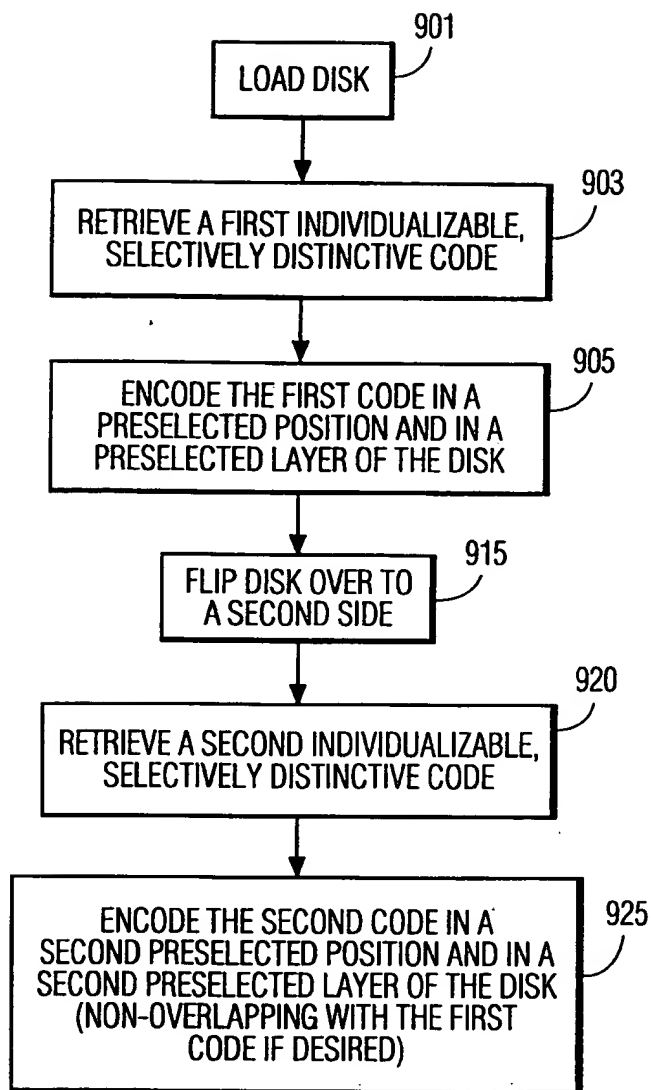 901
LOAD DISK
903
RETRIEVE A FIRST INDIVIDUALIZABLE,
SELECTIVELY DISTINCTIVE CODE
905
ENCODE THE FIRST CODE IN A
PRESELECTED POSITION AND IN A
PRESELECTED LAYER OF THE DISK
915
FLIP DISK OVER TO
A SECOND SIDE
920
RETRIEVE A SECOND INDIVIDUALIZABLE,
SELECTIVELY DISTINCTIVE CODE
925
ENCODE THE SECOND CODE IN A
SECOND PRESELECTED POSITION AND IN A
SECOND PRESELECTED LAYER OF THE DISK
(NON-OVERLAPPING WITH THE FIRST
CODE IF DESIRED)